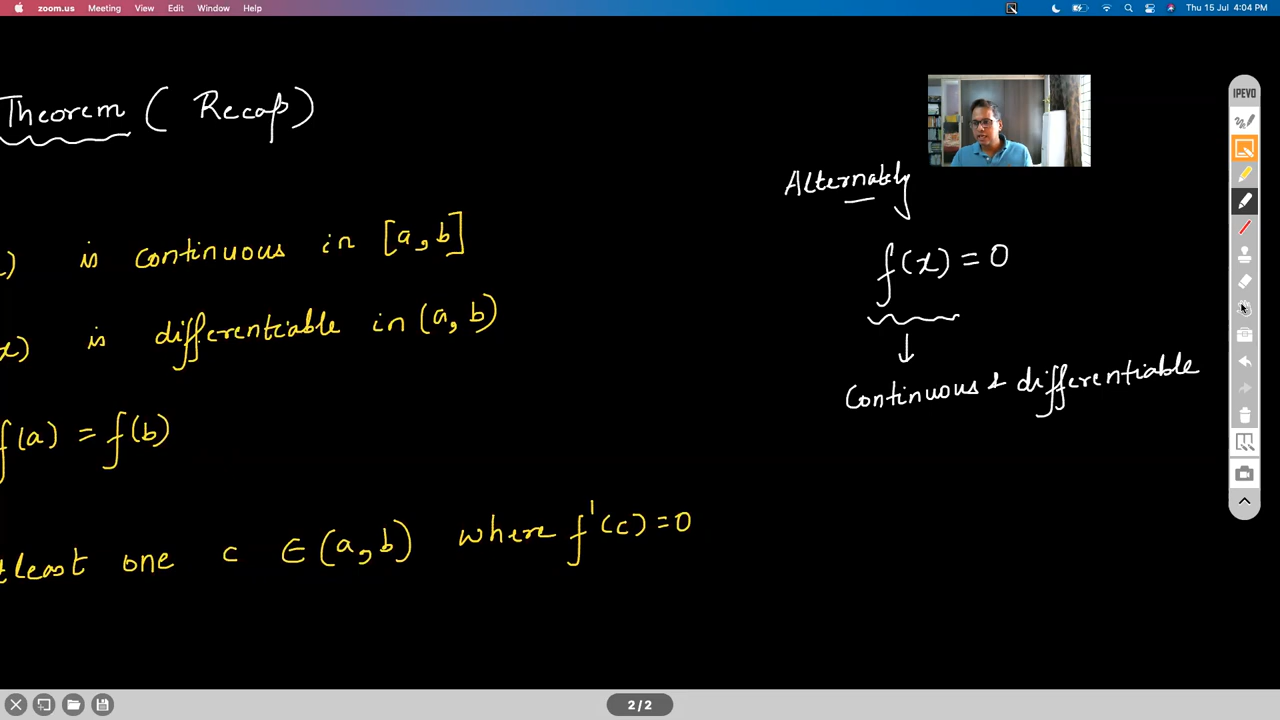 zoom.us Meeting View Edit Window Help Thu 15 Jul 4:04 PM
IPEVO
Theorem ( Recap )
Alternately
) is continuous in [a, b]
f(x) = 0
x) is differentiable in (a, b)
Continuous & differentiable
f(a) = f(b)
tleast one c ∈ (a, b) where f'(c) = 0
2/2